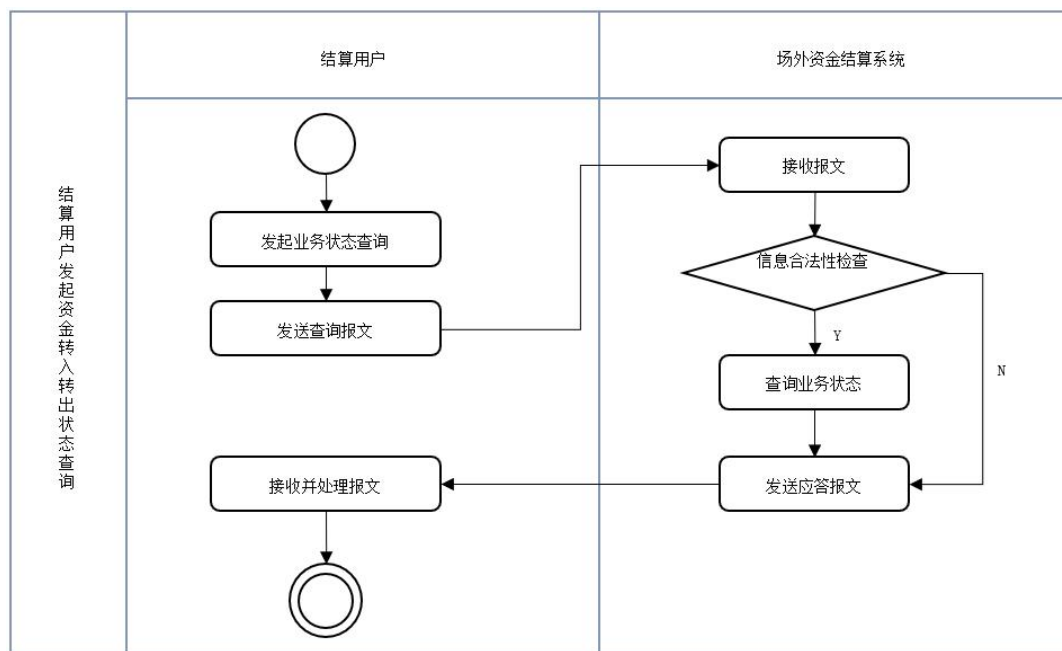 结算用户
场外资金结算系统
结算用户发起资金转入转出状态查询
发起业务状态查询
发送查询报文
接收报文
信息合法性检查
Y
N
查询业务状态
发送应答报文
接收并处理报文